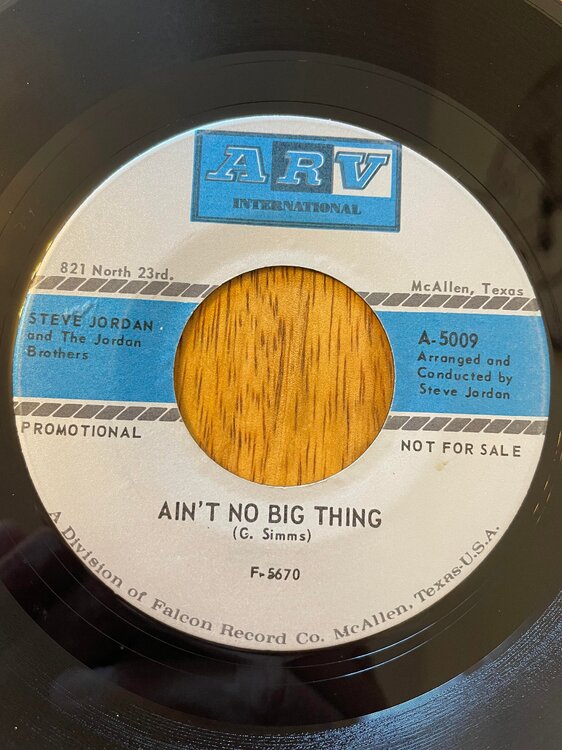 ARV
INTERNATIONAL
821 North 23rd.
McAllen, Texas
STEVE JORDAN
and The Jordan
Brothers
A-5009
Arranged and
Conducted by
Steve Jordan
PROMOTIONAL
NOT FOR SALE
AIN'T NO BIG THING
(G. Simms)
F-5670
A Division of Falcon Record Co. McAllen, Texas-U.S.A.